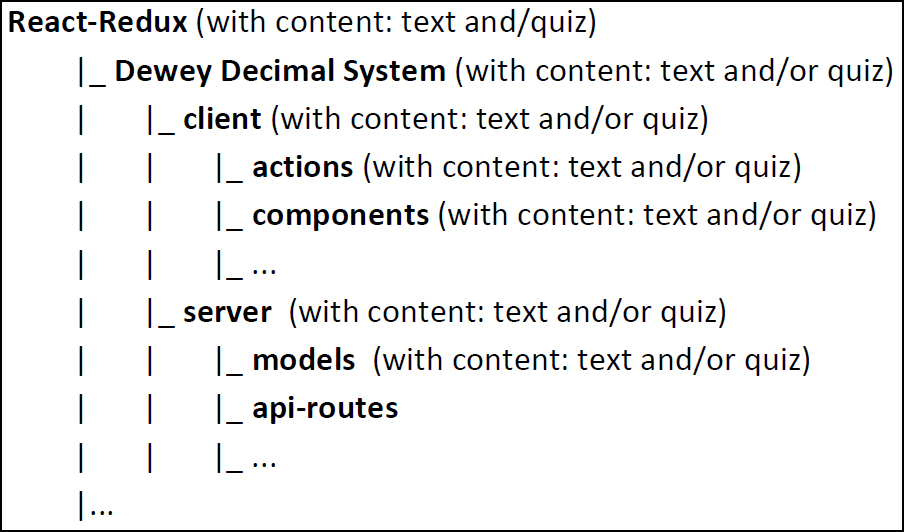 React-Redux (with content: text and/quiz)
|_ Dewey Decimal System (with content: text and/or quiz)
| |_ client (with content: text and/or quiz)
| | |_ actions (with content: text and/or quiz)
| | |_ components (with content: text and/or quiz)
| | |_ ...
| |_ server (with content: text and/or quiz)
| | |_ models (with content: text and/or quiz)
| | |_ api-routes
| | |_ ...
|...